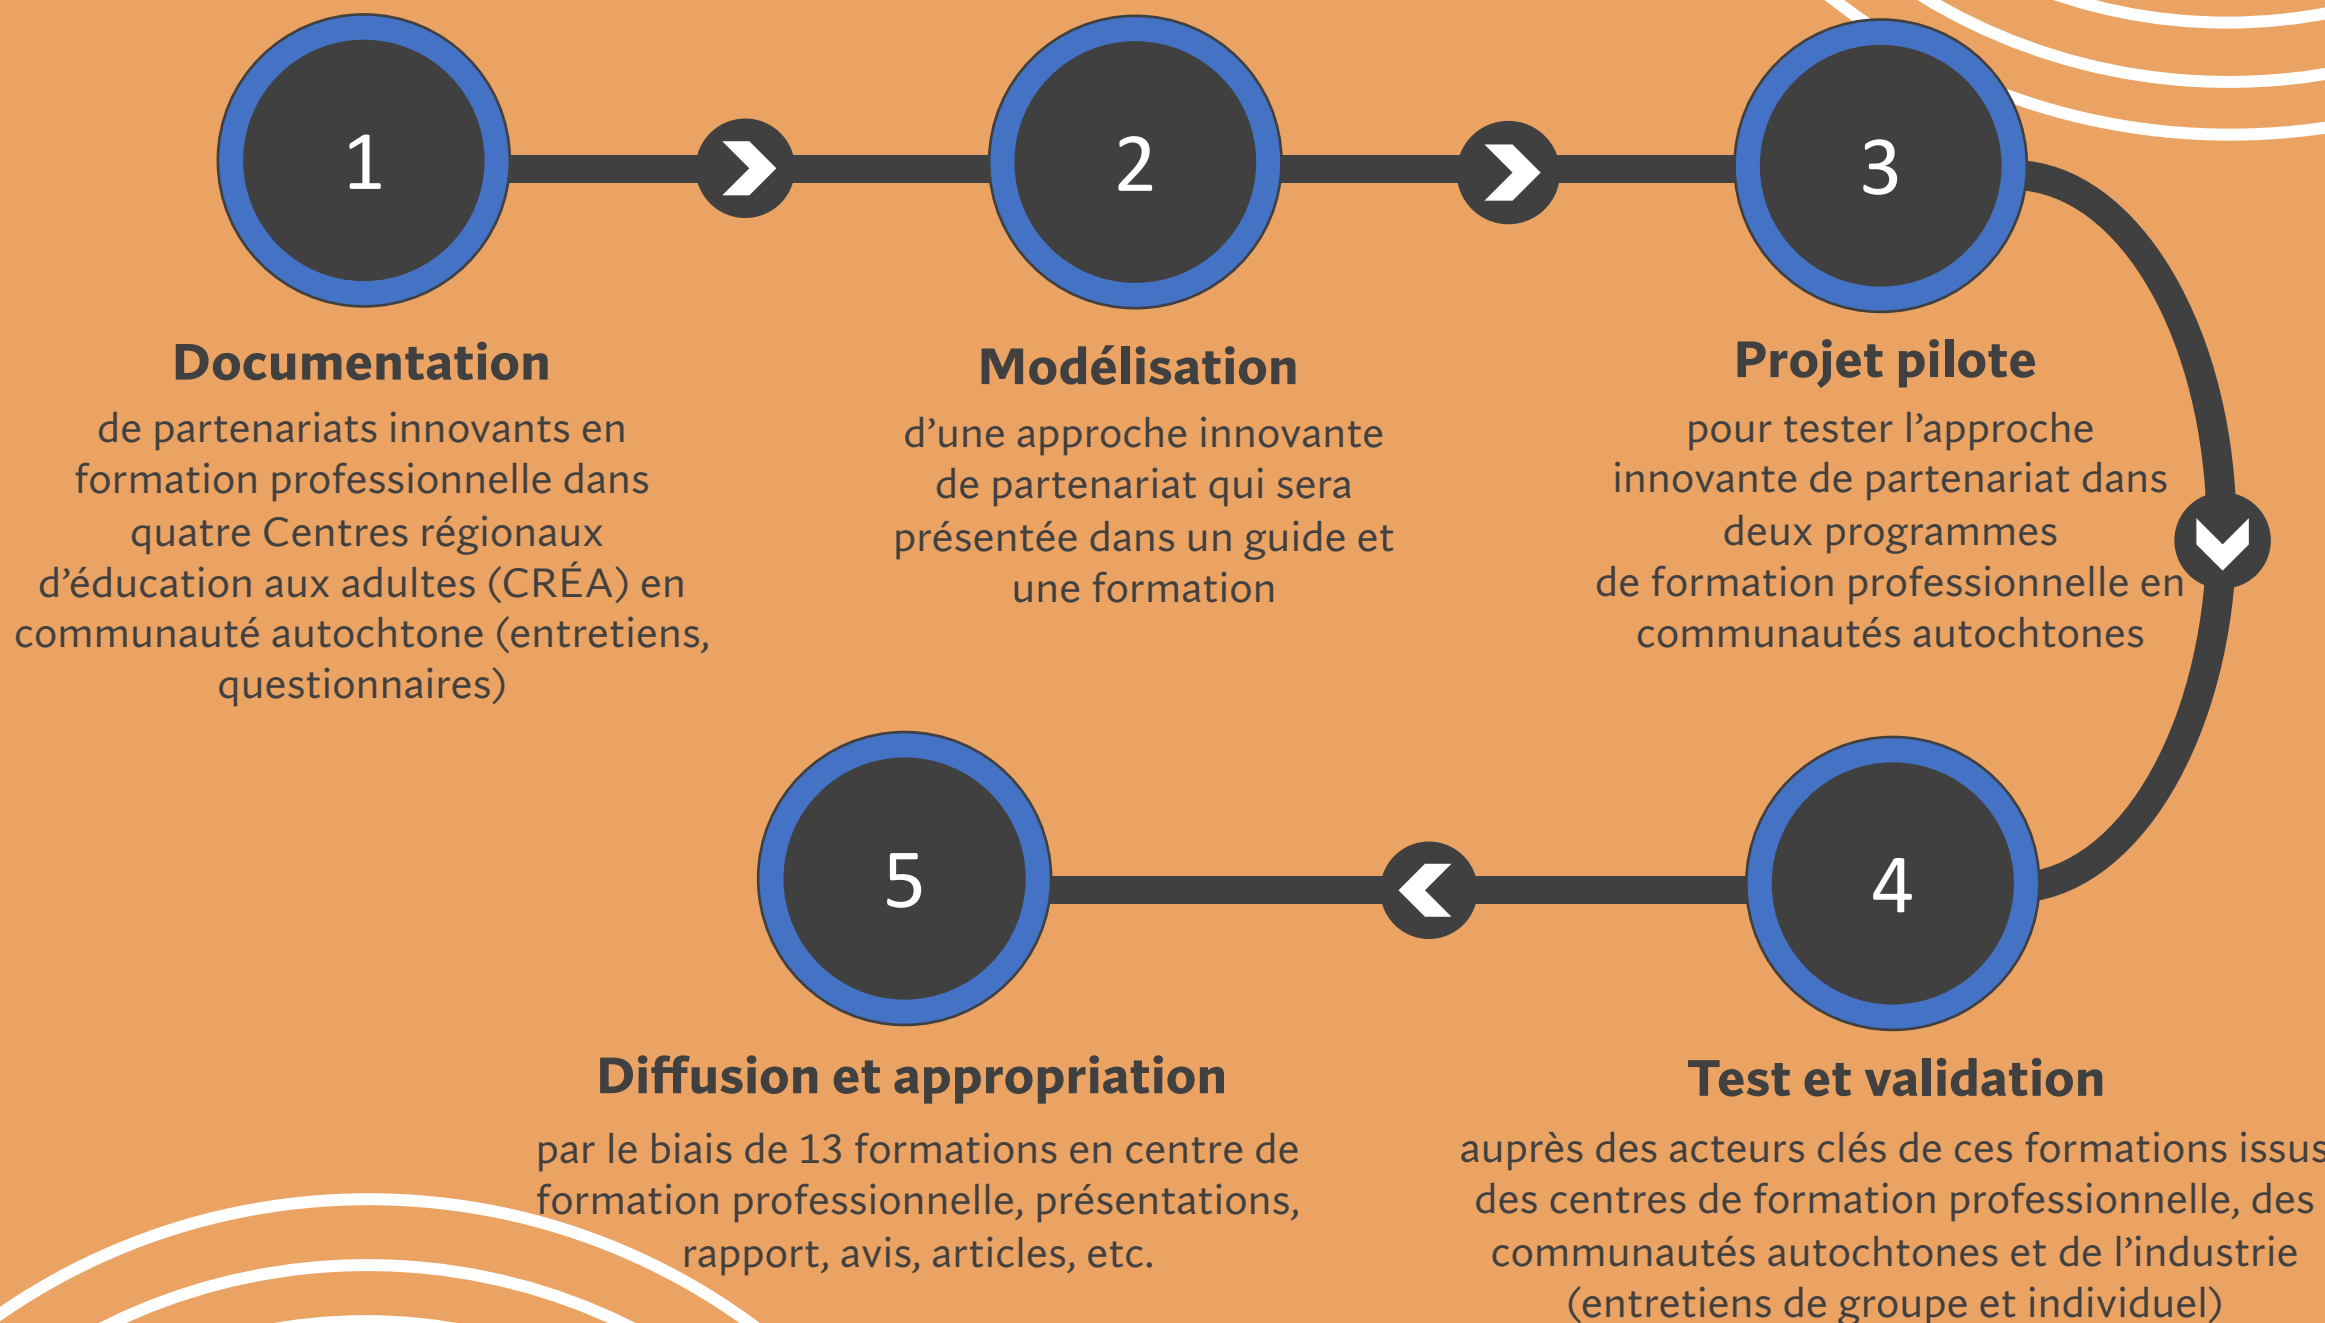 1
Documentation
de partenariats innovants en
formation professionnelle dans
quatre Centres régionaux
d'éducation aux adultes (CRÉA) en
communauté autochtone (entretiens,
questionnaires)
2
Modélisation
d'une approche innovante
de partenariat qui sera
présentée dans un guide et
une formation
3
Projet pilote
pour tester l'approche
innovante de partenariat dans
deux programmes
de formation professionnelle en
communautés autochtones
4
Test et validation
auprès des acteurs clés de ces formations issus
des centres de formation professionnelle, des
communautés autochtones et de l'industrie
(entretiens de groupe et individuel)
5
Diffusion et appropriation
par le biais de 13 formations en centre de
formation professionnelle, présentations,
rapport, avis, articles, etc.